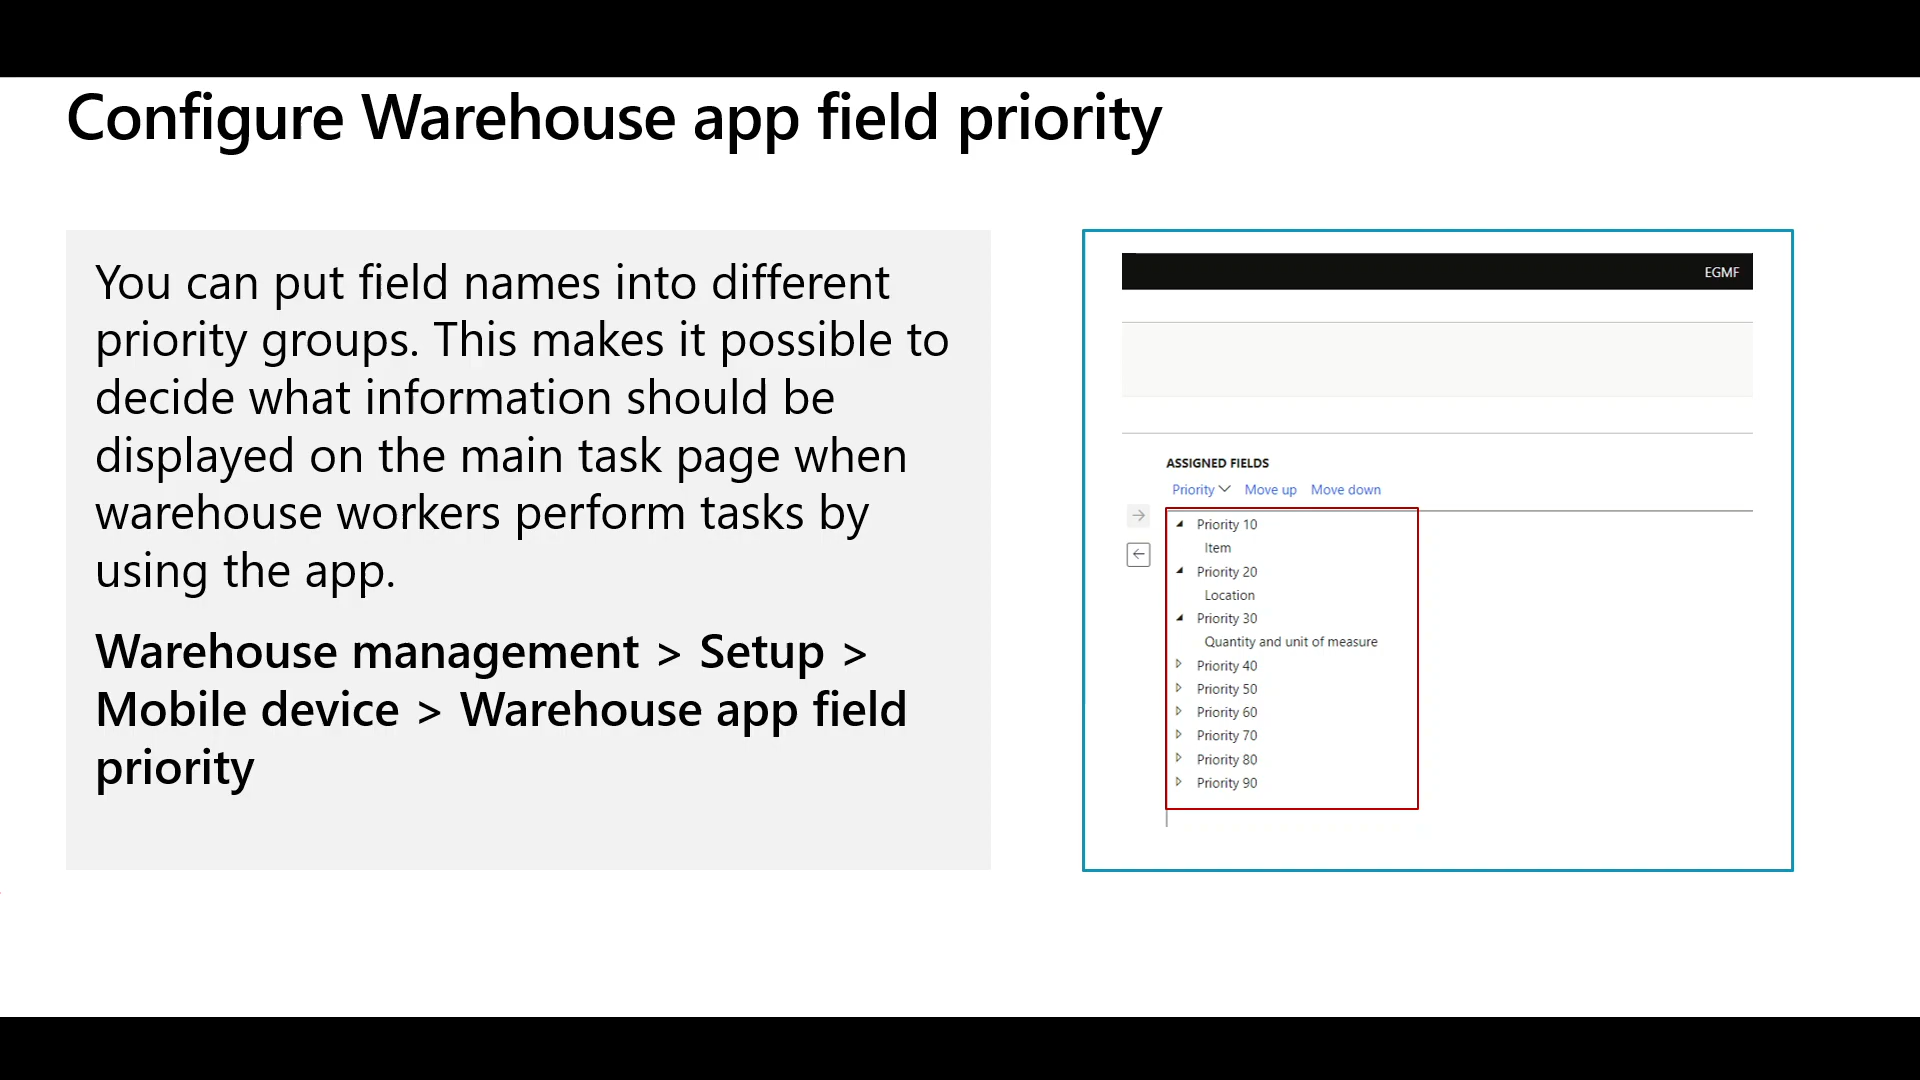 Configure Warehouse app field priority
You can put field names into different
priority groups. This makes it possible to
decide what information should be
displayed on the main task page when
warehouse workers perform tasks by
using the app.
Warehouse management > Setup >
Mobile device > Warehouse app field
priority
EGMF
ASSIGNED FIELDS
Priority Move up Move down
Priority 10
Item
Priority 20
Location
Priority 30
Quantity and unit of measure
Priority 40
Priority 50
Priority 60
Priority 70
Priority 80
Priority 90